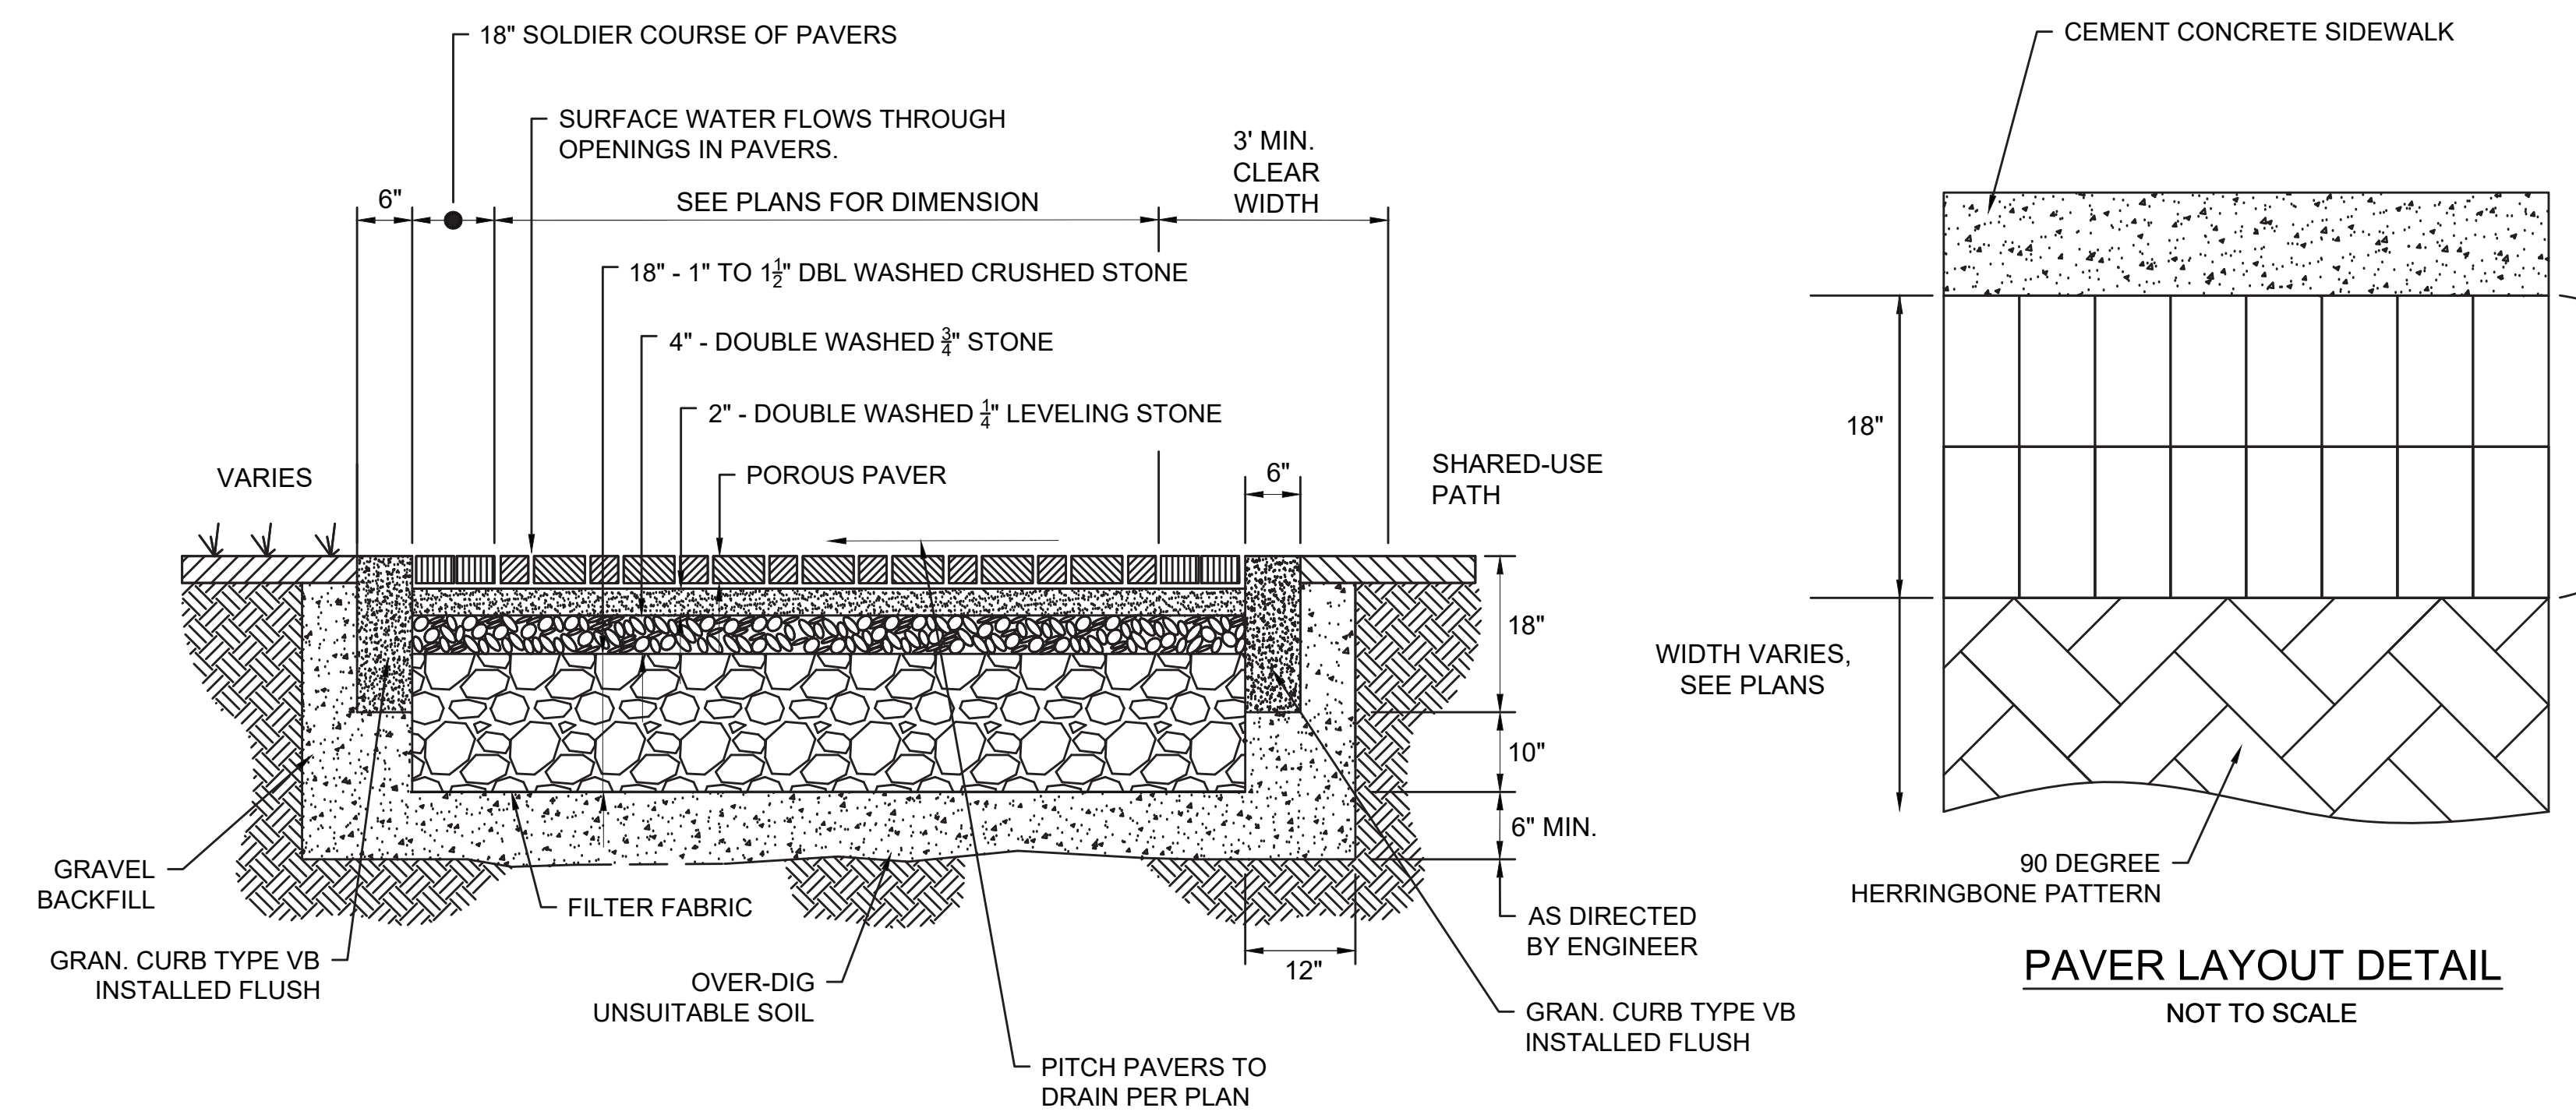 18" SOLDIER COURSE OF PAVERS
SURFACE WATER FLOWS THROUGH
OPENINGS IN PAVERS.
3' MIN.
CLEAR
WIDTH
6"
SEE PLANS FOR DIMENSION
18" - 1" TO 1 1/2" DBL WASHED CRUSHED STONE
4" - DOUBLE WASHED 3/4" STONE
2" - DOUBLE WASHED 1/4" LEVELING STONE
VARIES
POROUS PAVER
6"
SHARED-USE
PATH
18"
10"
6" MIN.
GRAVEL
BACKFILL
FILTER FABRIC
AS DIRECTED
BY ENGINEER
GRAN. CURB TYPE VB
INSTALLED FLUSH
OVER-DIG
UNSUITABLE SOIL
12"
GRAN. CURB TYPE VB
INSTALLED FLUSH
PITCH PAVERS TO
DRAIN PER PLAN
CEMENT CONCRETE SIDEWALK
18"
WIDTH VARIES,
SEE PLANS
90 DEGREE
HERRINGBONE PATTERN
PAVER LAYOUT DETAIL
NOT TO SCALE